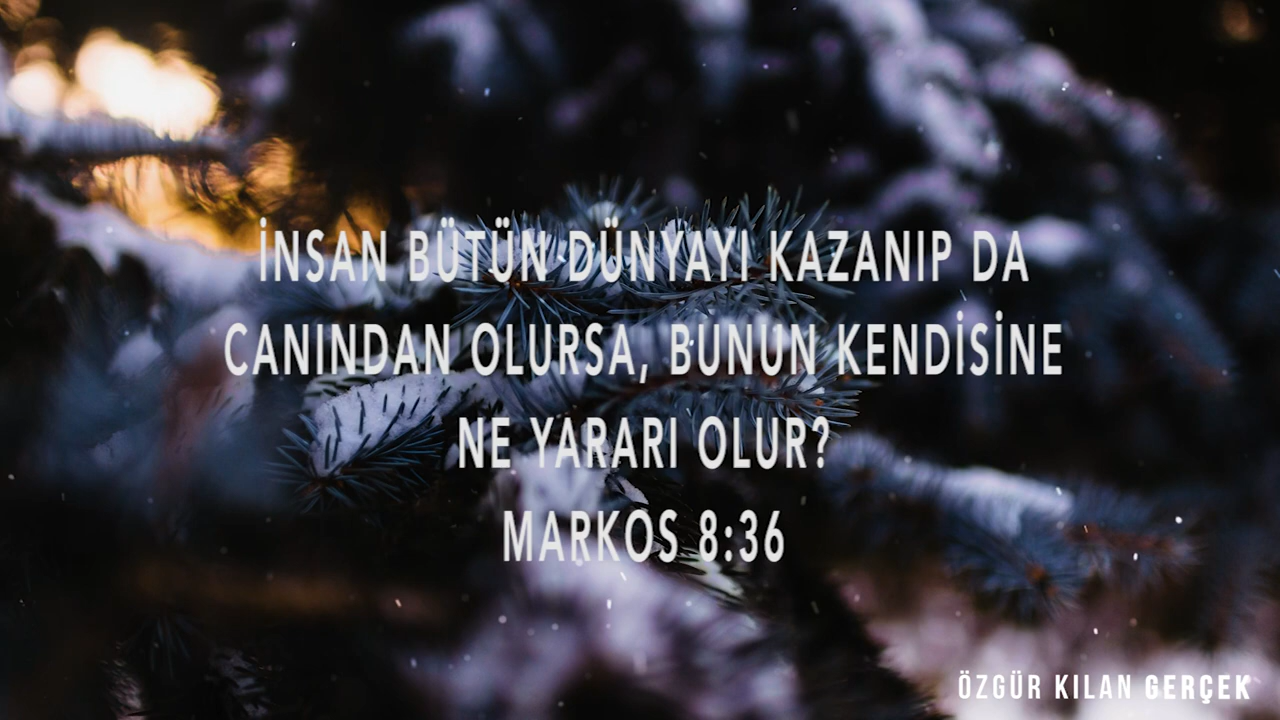 İNSAN BÜTÜN DÜNYAYI KAZANIP DA
CANINDAN OLURSA, BUNUN KENDİSİNE
NE YARARI OLUR?
MARKOS 8:36
ÖZGÜR KILAN GERÇEK